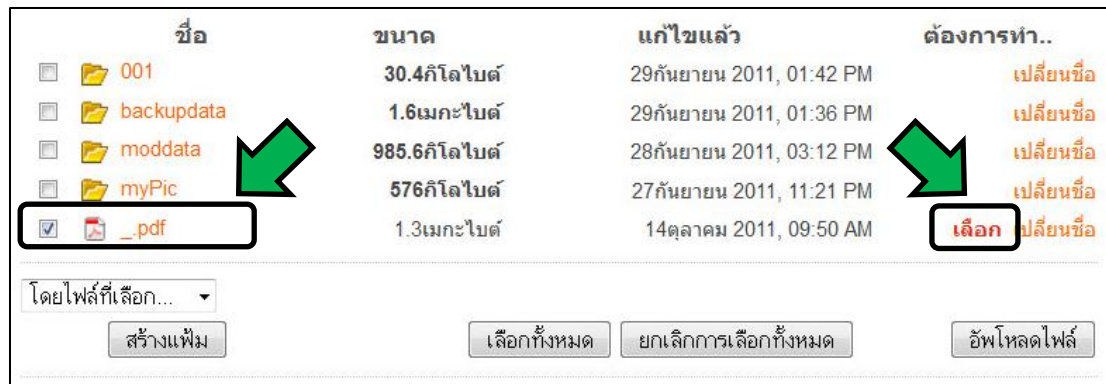 ชื่อ ขนาด แก้ไขแล้ว ต้องการทำ..
001 30.4กิโลไบต์ 29กันยายน 2011, 01:42 PM เปลี่ยนชื่อ
backupdata 1.6เมกะไบต์ 29กันยายน 2011, 01:36 PM เปลี่ยนชื่อ
moddata 985.6กิโลไบต์ 28กันยายน 2011, 03:12 PM เปลี่ยนชื่อ
myPic 576กิโลไบต์ 27กันยายน 2011, 11:21 PM เปลี่ยนชื่อ
_.pdf 1.3เมกะไบต์ 14ตุลาคม 2011, 09:50 AM เลือก เปลี่ยนชื่อ
โดยไฟล์ที่เลือก...
สร้างแฟ้ม เลือกทั้งหมด ยกเลิกการเลือกทั้งหมด อัพโหลดไฟล์